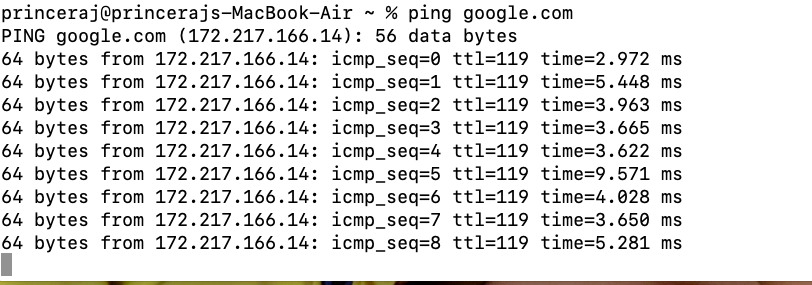 princeraj@princerajs-MacBook-Air ~ % ping google.com
PING google.com (172.217.166.14): 56 data bytes
64 bytes from 172.217.166.14: icmp_seq=0 ttl=119 time=2.972 ms
64 bytes from 172.217.166.14: icmp_seq=1 ttl=119 time=5.448 ms
64 bytes from 172.217.166.14: icmp_seq=2 ttl=119 time=3.963 ms
64 bytes from 172.217.166.14: icmp_seq=3 ttl=119 time=3.665 ms
64 bytes from 172.217.166.14: icmp_seq=4 ttl=119 time=3.622 ms
64 bytes from 172.217.166.14: icmp_seq=5 ttl=119 time=9.571 ms
64 bytes from 172.217.166.14: icmp_seq=6 ttl=119 time=4.028 ms
64 bytes from 172.217.166.14: icmp_seq=7 ttl=119 time=3.650 ms
64 bytes from 172.217.166.14: icmp_seq=8 ttl=119 time=5.281 ms